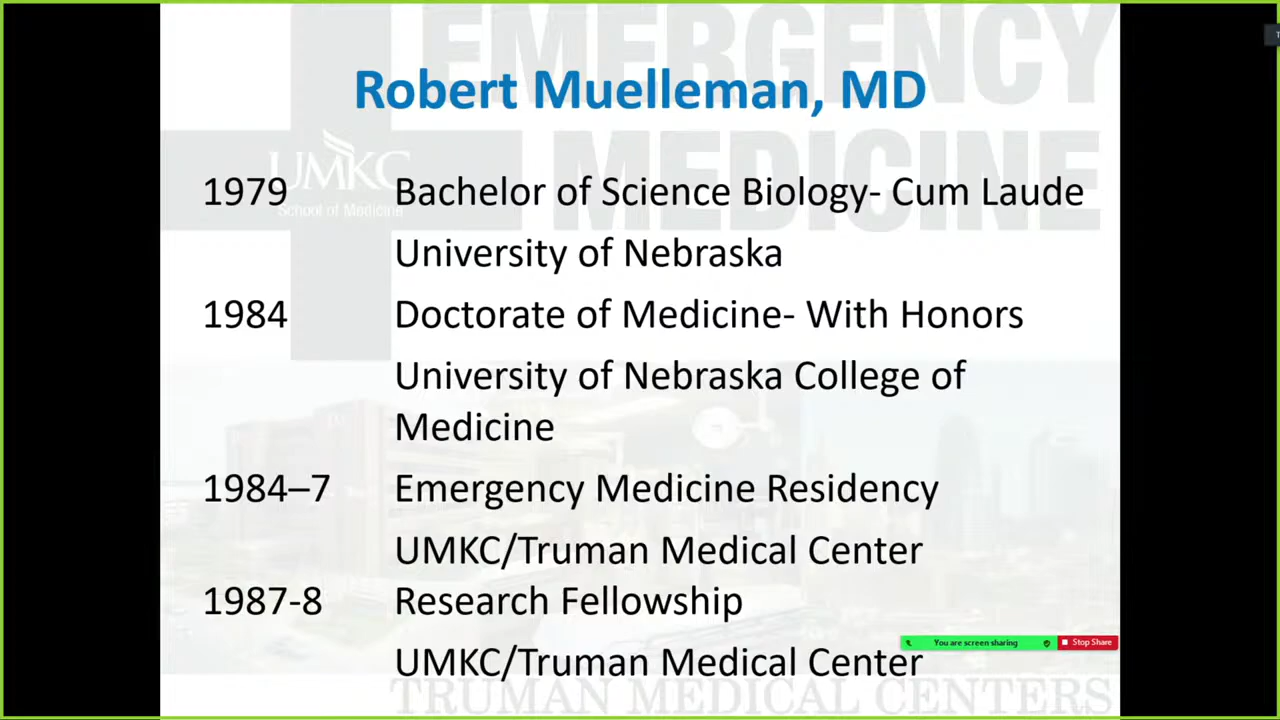 EMERGENCY
MEDICINE
Robert Muelleman, MD
UMKC
School of Medicine
1979 Bachelor of Science Biology- Cum Laude
University of Nebraska
1984 Doctorate of Medicine- With Honors
University of Nebraska College of
Medicine
1984–7 Emergency Medicine Residency
UMKC/Truman Medical Center
1987-8 Research Fellowship
You are screen sharing Stop Share
UMKC/Truman Medical Center
TRUMAN MEDICAL CENTERS